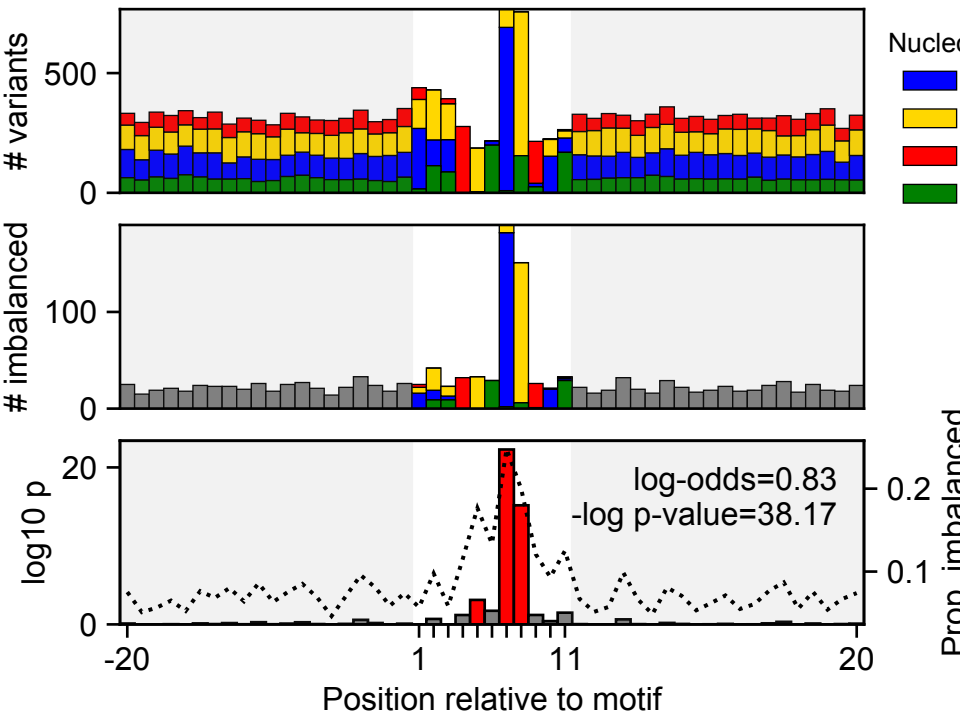 # variants
500
0
Nucleo
# imbalanced
100
0
log10 p
20
0
log-odds=0.83
-log p-value=38.17
0.2
0.1
Prop. imbalanced
-20
1
11
20
Position relative to motif